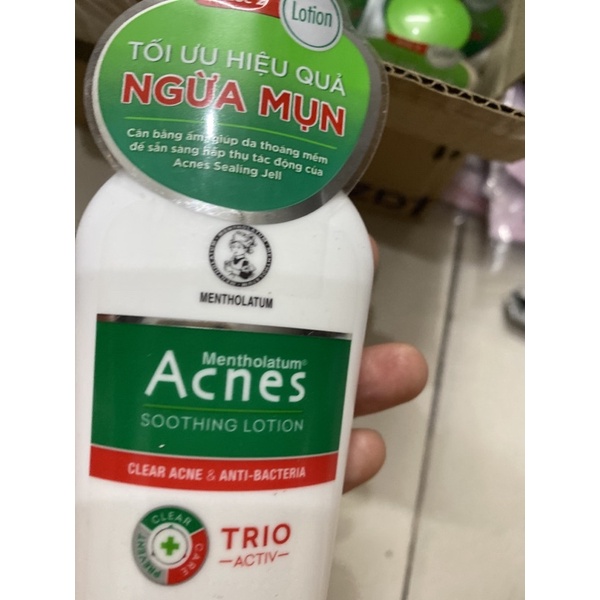 Lotion
TỐI ƯU HIỆU QUẢ
NGỪA MỤN
Cân bằng ẩm, giúp da thoáng mềm
để sẵn sàng hấp thụ tác động của
Acnes Sealing Jell
MENTHOLATUM
Mentholatum®
Acnes
SOOTHING LOTION
CLEAR ACNE & ANTI-BACTERIA
CLEAR
CARE
PREVENT
TRIO
ACTIV